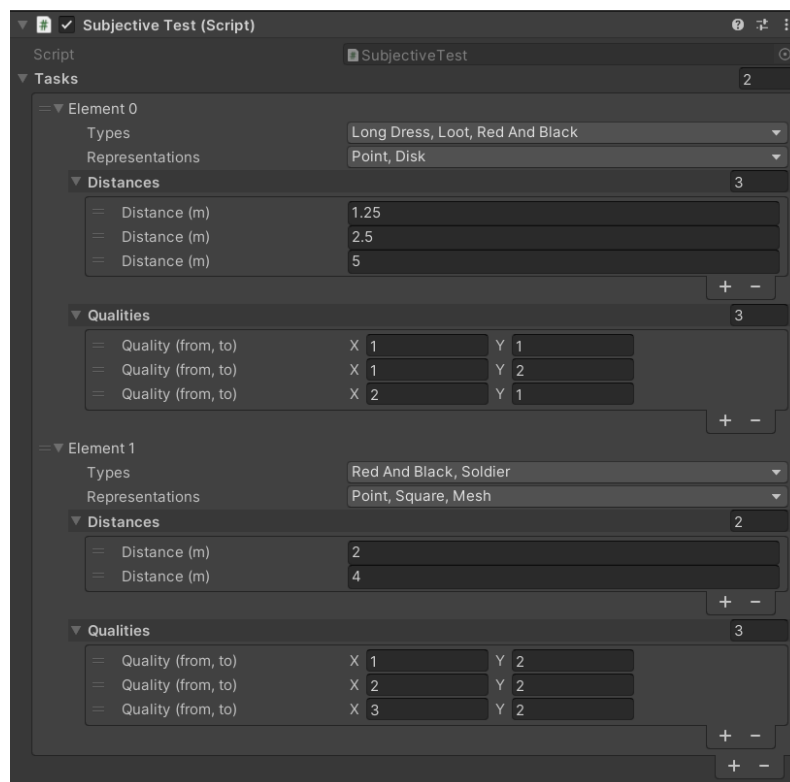 Subjective Test (Script)
Script SubjectiveTest
Tasks 2
Element 0
Types Long Dress, Loot, Red And Black
Representations Point, Disk
Distances 3
Distance (m) 1.25
Distance (m) 2.5
Distance (m) 5
+ −
Qualities 3
Quality (from, to) X 1 Y 1
Quality (from, to) X 1 Y 2
Quality (from, to) X 2 Y 1
+ −
Element 1
Types Red And Black, Soldier
Representations Point, Square, Mesh
Distances 2
Distance (m) 2
Distance (m) 4
+ −
Qualities 3
Quality (from, to) X 1 Y 2
Quality (from, to) X 2 Y 2
Quality (from, to) X 3 Y 2
+ −
+ −